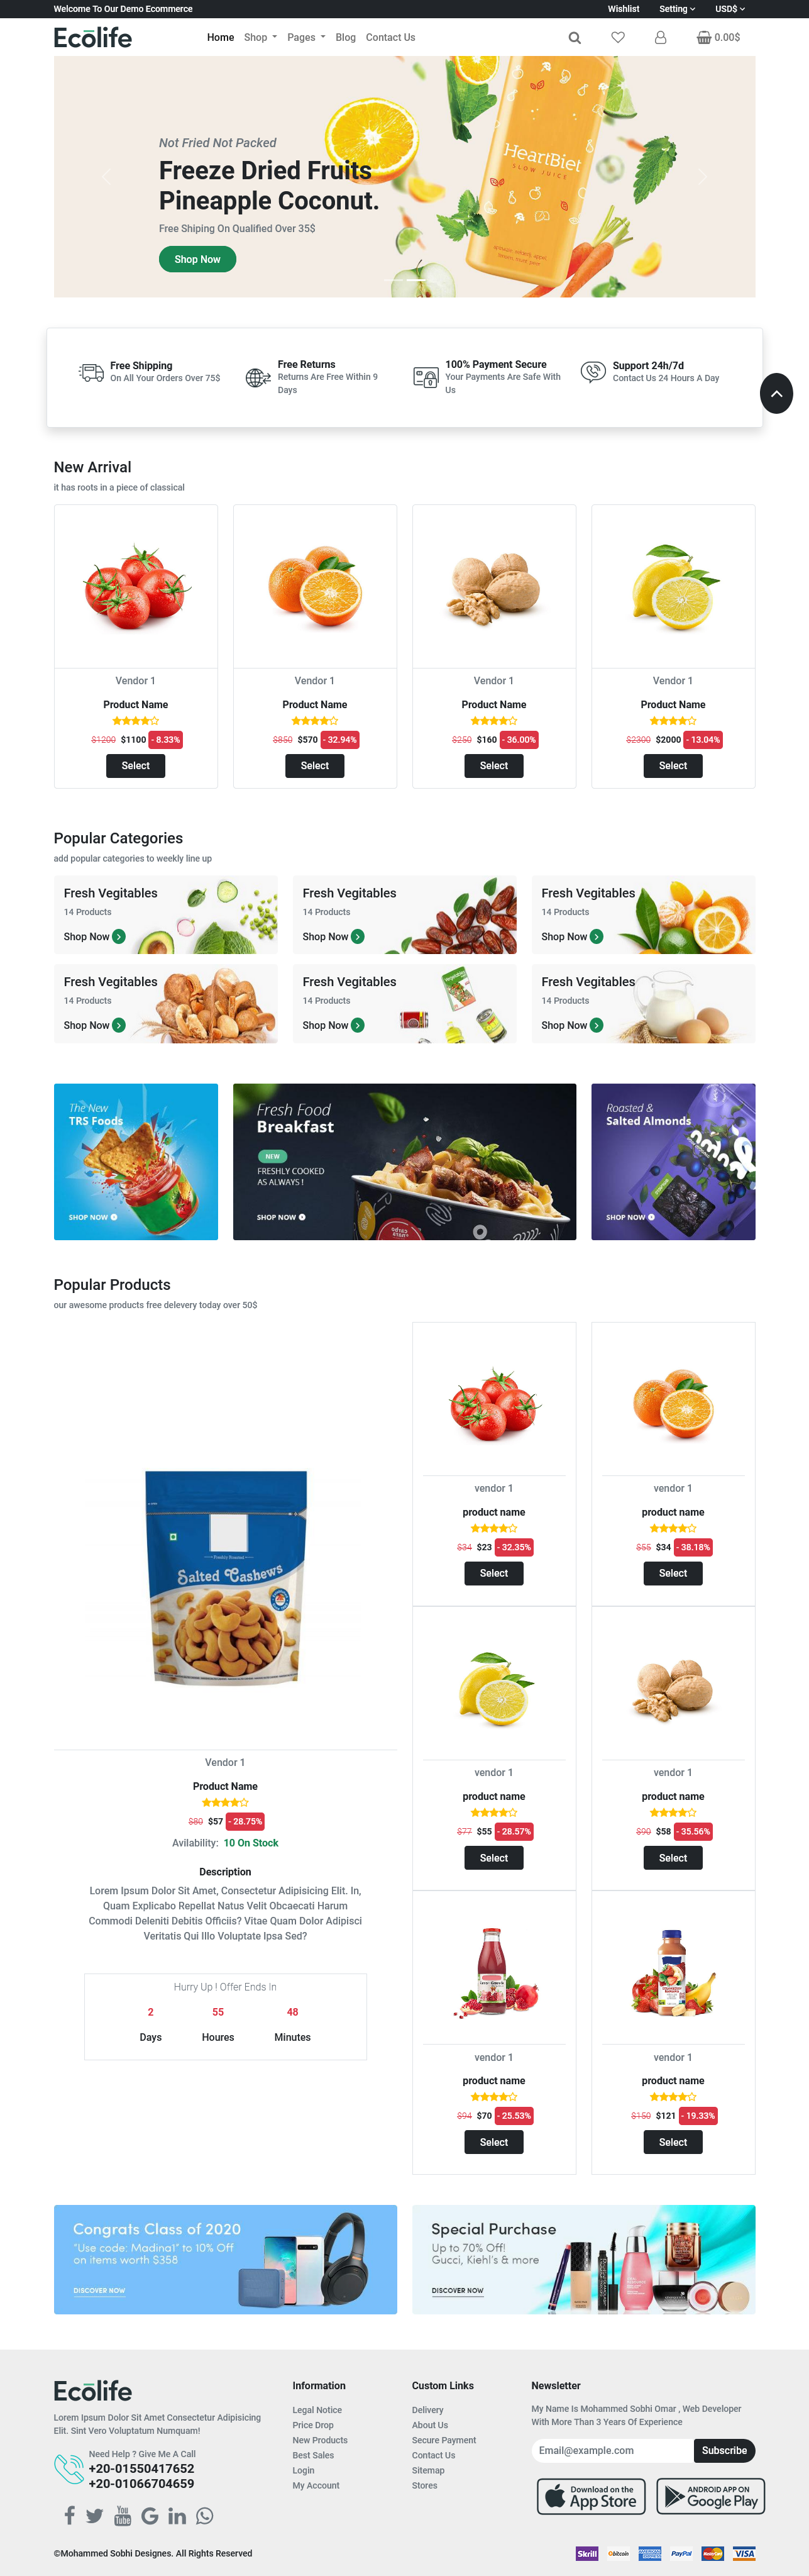 Welcome To Our Demo Ecommerce
Wishlist Setting USD$
Ecolife
Home Shop Pages Blog Contact Us
0.00$
Not Fried Not Packed
Freeze Dried Fruits
Pineapple Coconut.
Free Shiping On Qualified Over 35$
Shop Now
HeartBiet
SLOW JUICE
Free Shipping
On All Your Orders Over 75$
Free Returns
Returns Are Free Within 9
Days
100% Payment Secure
Your Payments Are Safe With
Us
Support 24h/7d
Contact Us 24 Hours A Day
New Arrival
it has roots in a piece of classical
Vendor 1
Product Name
$1200 $1100 - 8.33%
Select
Vendor 1
Product Name
$850 $570 - 32.94%
Select
Vendor 1
Product Name
$250 $160 - 36.00%
Select
Vendor 1
Product Name
$2300 $2000 - 13.04%
Select
Popular Categories
add popular categories to weekly line up
Fresh Vegitables
14 Products
Shop Now
Fresh Vegitables
14 Products
Shop Now
Fresh Vegitables
14 Products
Shop Now
Fresh Vegitables
14 Products
Shop Now
Fresh Vegitables
14 Products
Shop Now
Fresh Vegitables
14 Products
Shop Now
The New
TRS Foods
SHOP NOW
Fresh Food
Breakfast
NEW
FRESHLY COOKED
AS ALWAYS !
SHOP NOW
Roasted &
Salted Almonds
SHOP NOW
Popular Products
our awesome products free delevery today over 50$
Salted Cashews
Vendor 1
Product Name
$80 $57 - 28.75%
Avilability: 10 On Stock
Description
Lorem Ipsum Dolor Sit Amet, Consectetur Adipisicing Elit. In,
Quam Explicabo Repellat Natus Velit Obcaecati Harum
Commodi Deleniti Debitis Officiis? Vitae Quam Dolor Adipisci
Veritatis Qui Illo Voluptate Ipsa Sed?
Hurry Up ! Offer Ends In
2 55 48
Days Houres Minutes
vendor 1
product name
$34 $23 - 32.35%
Select
vendor 1
product name
$55 $34 - 38.18%
Select
vendor 1
product name
$77 $55 - 28.57%
Select
vendor 1
product name
$90 $58 - 35.56%
Select
vendor 1
product name
$94 $70 - 25.53%
Select
vendor 1
product name
$150 $121 - 19.33%
Select
Congrats Class of 2020
"Use code: Madina1" to 10% Off
on items worth $358
DISCOVER NOW
Special Purchase
Up to 70% Off!
Gucci, Kiehl's & more
DISCOVER NOW
Ecolife
Lorem Ipsum Dolor Sit Amet Consectetur Adipisicing
Elit. Sint Vero Voluptatum Numquam!
Need Help ? Give Me A Call
+20-01550417652
+20-01066704659
You
Tube
Information
Legal Notice
Price Drop
New Products
Best Sales
Login
My Account
Custom Links
Delivery
About Us
Secure Payment
Contact Us
Sitemap
Stores
Newsletter
My Name Is Mohammed Sobhi Omar , Web Developer
With More Than 3 Years Of Experience
Email@example.com
Subscribe
Download on the
App Store
ANDROID APP ON
Google Play
©Mohammed Sobhi Designes. All Rights Reserved
Skrill bitcoin AMERICAN EXPRESS PayPal MasterCard VISA